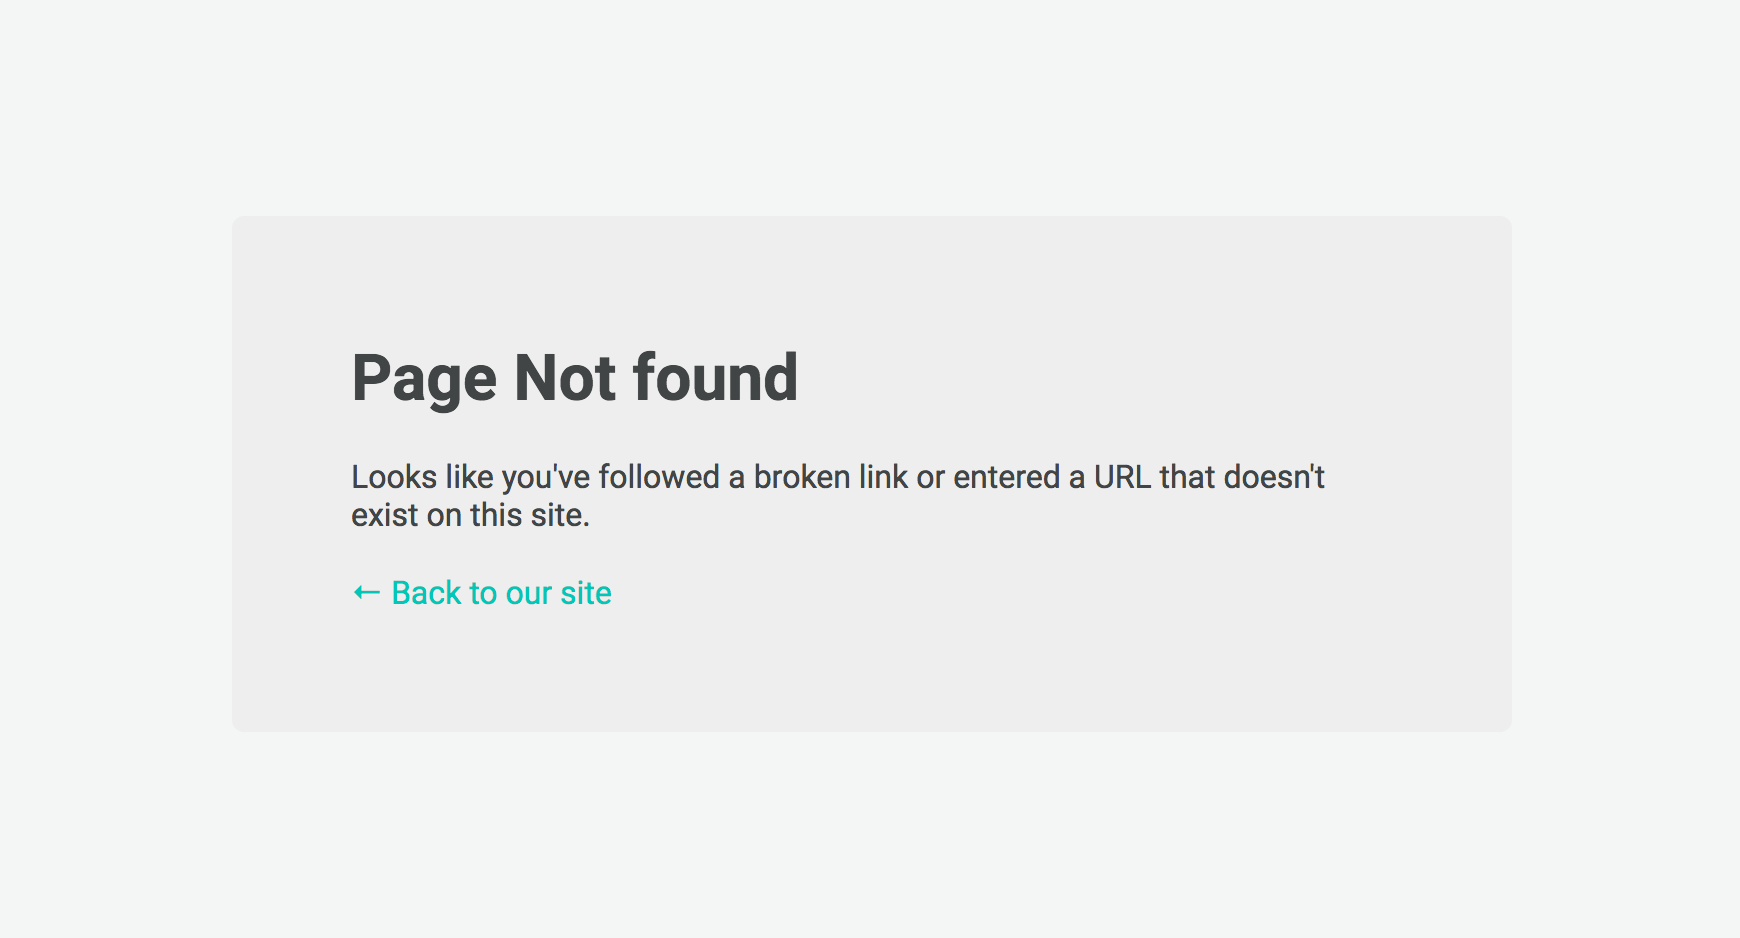 Page Not found
Looks like you've followed a broken link or entered a URL that doesn't
exist on this site.
← Back to our site